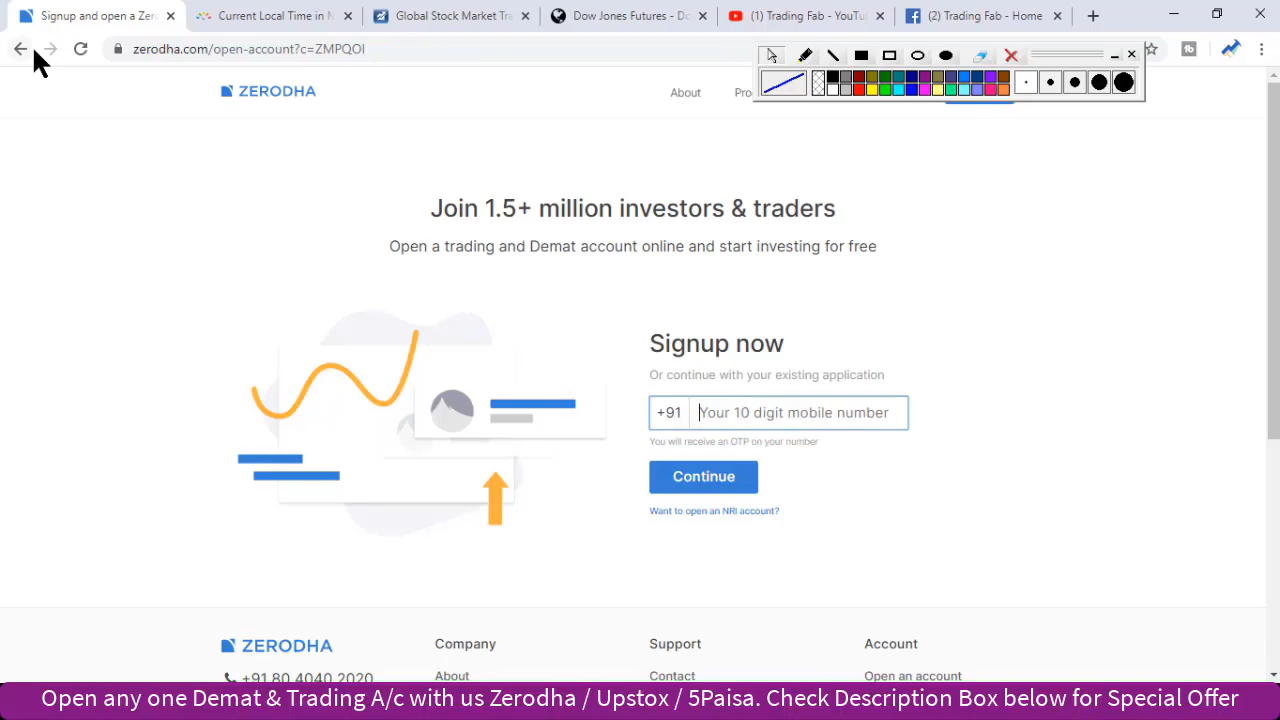 Signup and open a Zer
Current Local Time in N
Global Stock Market Tra
Dow Jones Futures - Do
(1) Trading Fab - YouTu
(2) Trading Fab - Home
zerodha.com/open-account?c=ZMPQOI
ZERODHA
About
Pro
Join 1.5+ million investors & traders
Open a trading and Demat account online and start investing for free
Signup now
Or continue with your existing application
+91 Your 10 digit mobile number
You will receive an OTP on your number
Continue
Want to open an NRI account?
ZERODHA
Company
Support
Account
+91 80 4040 2020
About
Contact
Open an account
Open any one Demat & Trading A/c with us Zerodha / Upstox / 5Paisa. Check Description Box below for Special Offer